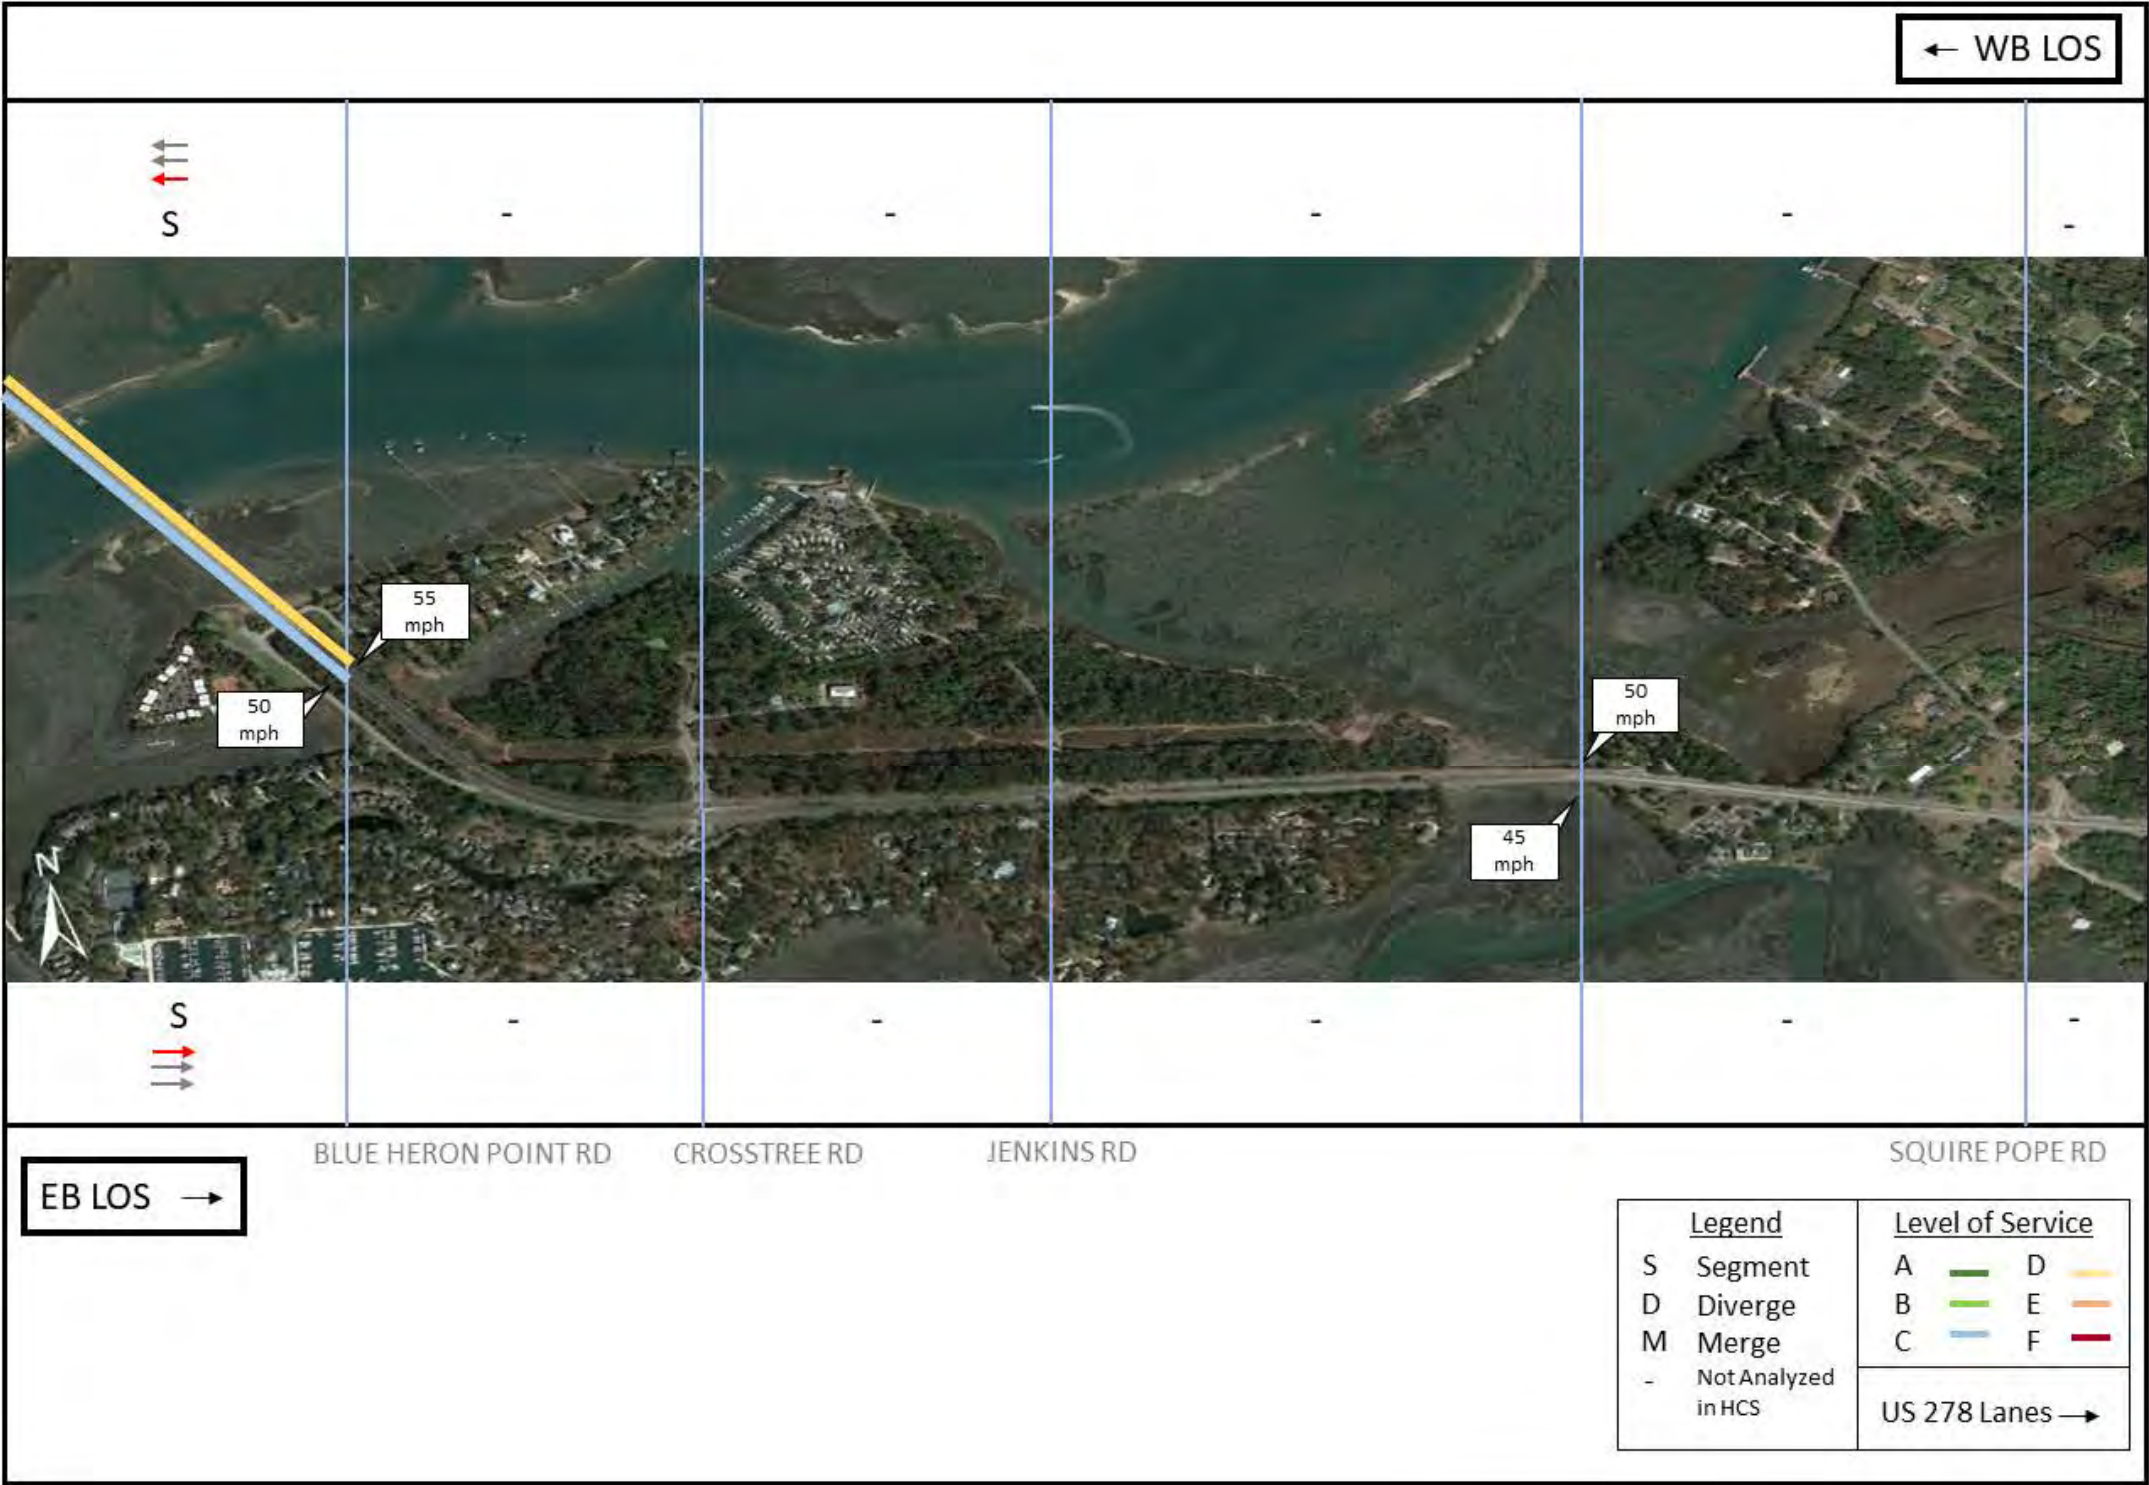 ← WB LOS
S - - - - -
55
mph
50
mph
50
mph
45
mph
N
S - - - - -
BLUE HERON POINT RD CROSSTREE RD JENKINS RD SQUIRE POPE RD
EB LOS →
Legend
S Segment
D Diverge
M Merge
- Not Analyzed
in HCS
Level of Service
A D
B E
C F
US 278 Lanes →